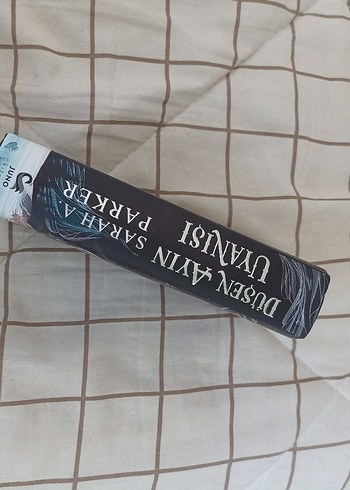 DÜŞEN AYIN
UYANIŞI
SARAH A.
PARKER
JUNO